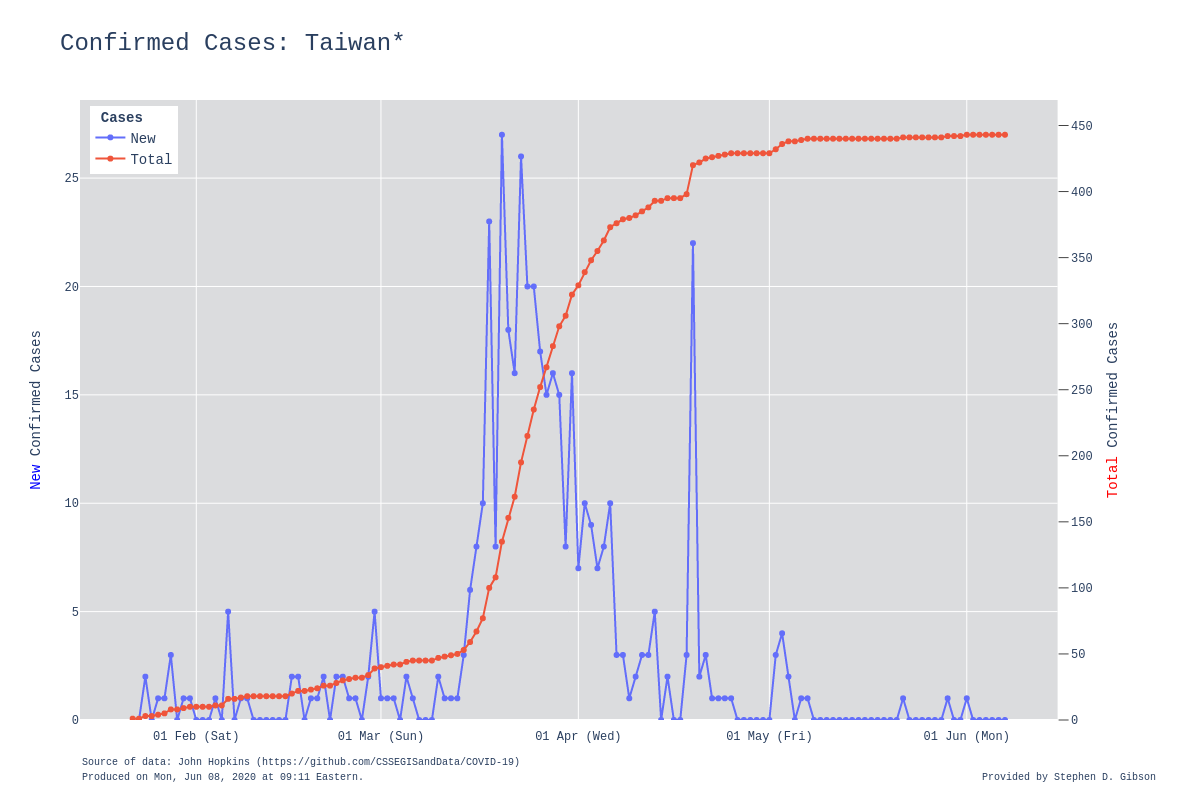 Confirmed Cases: Taiwan*
Cases
New
Total
25
20
15
10
5
0
New Confirmed Cases
450
400
350
300
250
200
150
100
50
0
Total Confirmed Cases
01 Feb (Sat)
01 Mar (Sun)
01 Apr (Wed)
01 May (Fri)
01 Jun (Mon)
Source of data: John Hopkins (https://github.com/CSSEGISandData/COVID-19)
Produced on Mon, Jun 08, 2020 at 09:11 Eastern.
Provided by Stephen D. Gibson